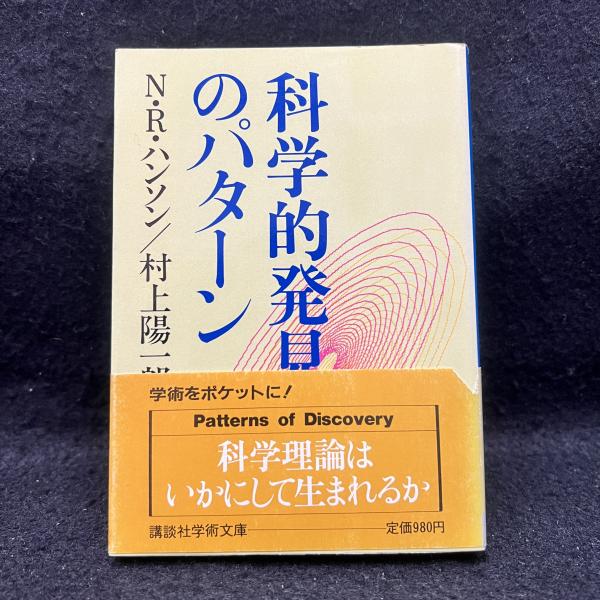 科学的発見
のパターン
N・R・ハンソン／村上陽一郎
学術をポケットに！
Patterns of Discovery
科学理論は
いかにして生まれるか
講談社学術文庫
定価980円